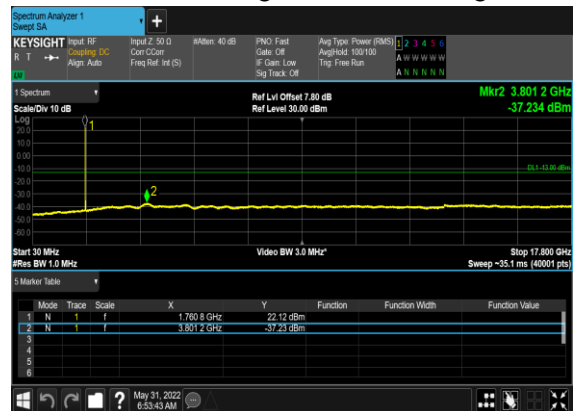 Spectrum Analyzer 1
Swept SA
+
KEYSIGHT Input: RF Input Z: 50 Ω #Atten: 40 dB PNO: Fast Avg Type: Power (RMS) 1 2 3 4 5 6
R T Coupling: DC Corr CCorr Gate: Off Avg|Hold: 100/100 A W W W W W
Align: Auto Freq Ref: Int (S) IF Gain: Low Trig: Free Run
Sig Track: Off A N N N N N
LW
1 Spectrum Ref Lvl Offset 7.80 dB Mkr2 3.801 2 GHz
Scale/Div 10 dB Ref Level 30.00 dBm -37.234 dBm
Log
20.0
10.0
0.00
-10.0
-20.0
-30.0
-40.0
-50.0
-60.0
1
DL1 -13.00 dBm
2
Start 30 MHz Video BW 3.0 MHz* Stop 17.800 GHz
#Res BW 1.0 MHz Sweep ~35.1 ms (40001 pts)
5 Marker Table
Mode Trace Scale X Y Function Function Width Function Value
1 N 1 f 1.760 8 GHz 22.12 dBm
2 N 1 f 3.801 2 GHz -37.23 dBm
3
4
5
6
? May 31, 2022
6:53:43 AM